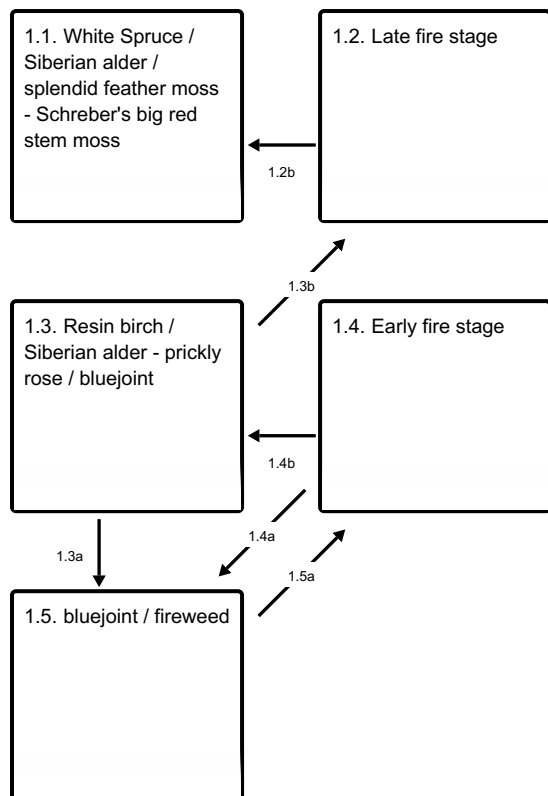 1.1. White Spruce /
Siberian alder /
splendid feather moss
- Schreber's big red
stem moss
1.2. Late fire stage
1.2b
1.3b
1.3. Resin birch /
Siberian alder - prickly
rose / bluejoint
1.4. Early fire stage
1.4b
1.3a
1.4a
1.5a
1.5. bluejoint / fireweed